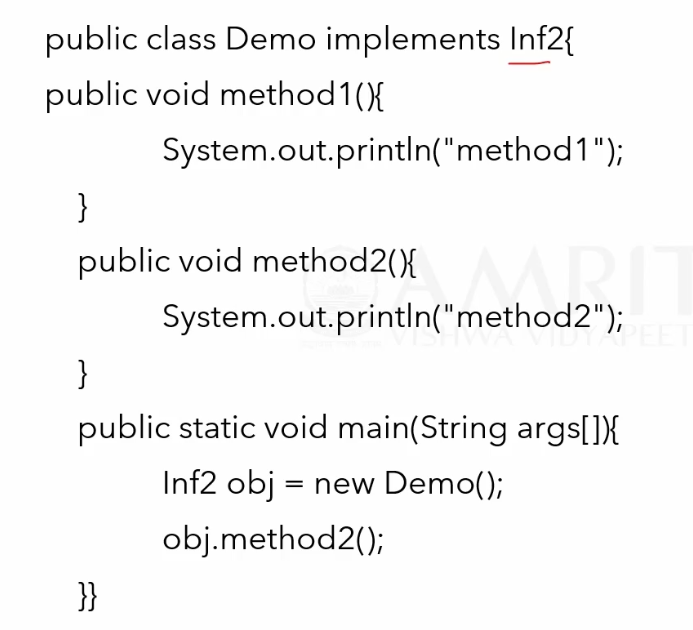 public class Demo implements Inf2{
public void method1(){
System.out.println("method1");
}
public void method2(){
System.out.println("method2");
}
public static void main(String args[]){
Inf2 obj = new Demo();
obj.method2();
}}
AMRIT
VISHWA VIDYAPEET